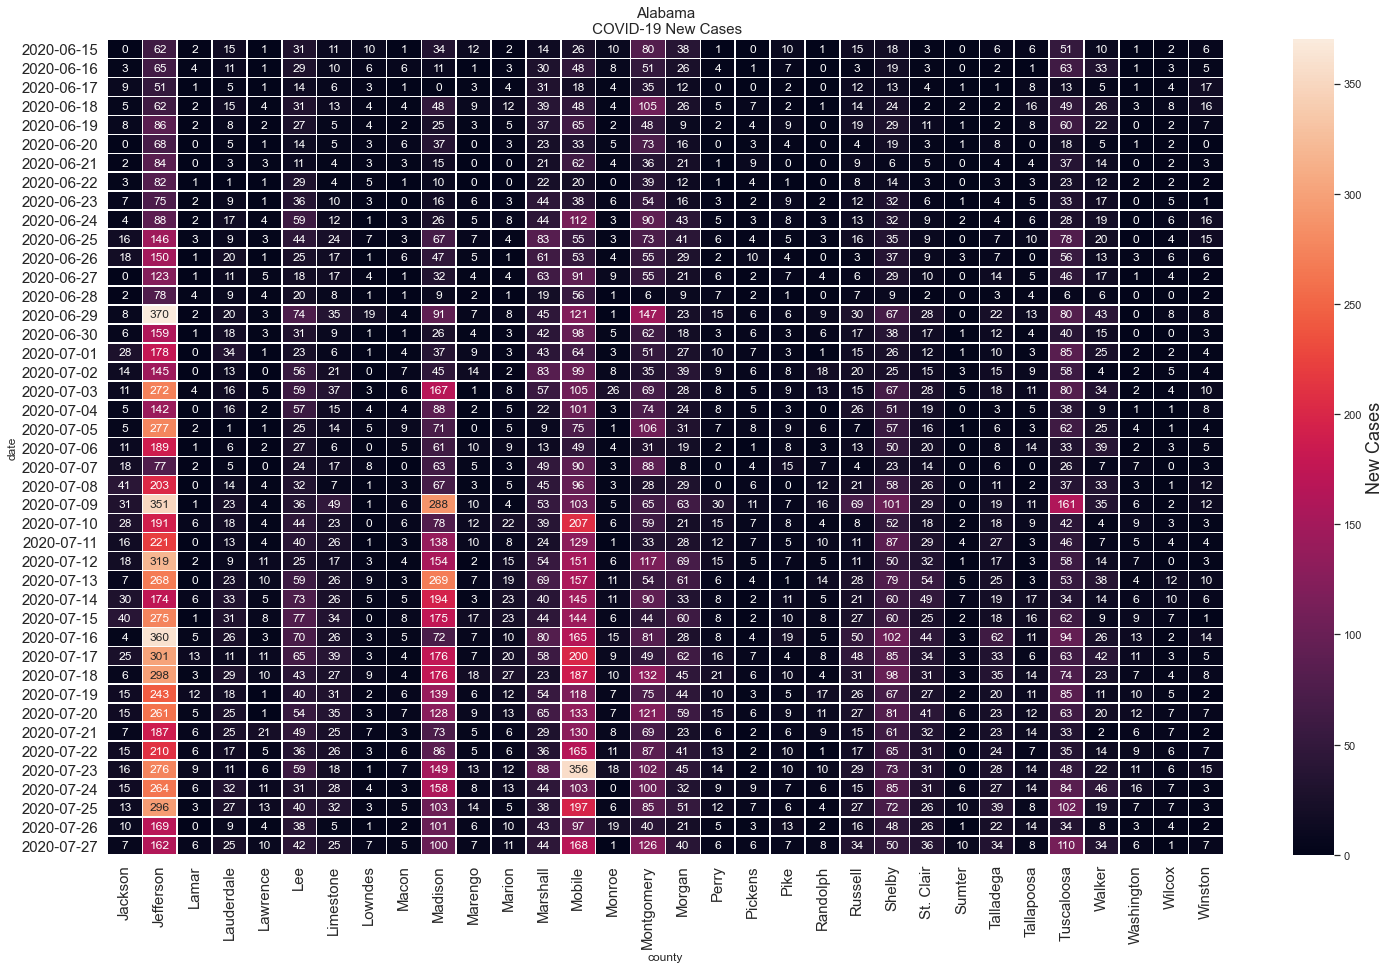 Alabama
COVID-19 New Cases
2020-06-15 0 62 2 15 1 31 11 10 1 34 12 2 14 26 10 80 38 1 0 10 1 15 18 3 0 6 6 51 10 1 2 6
2020-06-16 3 65 4 11 1 29 10 6 6 11 1 3 30 48 8 51 26 4 1 7 0 3 19 3 0 2 1 63 33 1 3 5
2020-06-17 9 51 1 5 1 14 6 3 1 0 3 4 31 18 4 35 12 0 0 2 0 12 13 4 1 1 8 13 5 1 4 17
2020-06-18 5 62 2 15 4 31 13 4 4 48 9 12 39 48 4 105 26 5 7 2 1 14 24 2 2 2 16 49 26 3 8 16
2020-06-19 8 86 2 8 2 27 5 4 2 25 3 5 37 65 2 48 9 2 4 9 0 19 29 11 1 2 8 60 22 0 2 7
2020-06-20 0 68 0 5 1 14 5 3 6 37 0 3 23 33 5 73 16 0 3 4 0 4 19 3 1 8 0 18 5 1 2 0
2020-06-21 2 84 0 3 3 11 4 3 3 15 0 0 21 62 4 36 21 1 9 0 0 9 6 5 0 4 4 37 14 0 2 3
2020-06-22 3 82 1 1 1 29 4 5 1 10 0 0 22 20 0 39 12 1 4 1 0 8 14 3 0 3 3 23 12 2 2 2
2020-06-23 7 75 2 9 1 36 10 3 0 16 6 3 44 38 6 54 16 3 2 9 2 12 32 6 1 4 5 33 17 0 5 1
2020-06-24 4 88 2 17 4 59 12 1 3 26 5 8 44 112 3 90 43 5 3 8 3 13 32 9 2 4 6 28 19 0 6 16
2020-06-25 16 146 3 9 3 44 24 7 3 67 7 4 83 55 3 73 41 6 4 5 3 16 35 9 0 7 10 78 20 0 4 15
2020-06-26 18 150 1 20 1 25 17 1 6 47 5 1 61 53 4 55 29 2 10 4 0 3 37 9 3 7 0 56 13 3 6 6
2020-06-27 0 123 1 11 5 18 17 4 1 32 4 4 63 91 9 55 21 6 2 7 4 6 29 10 0 14 5 46 17 1 4 2
2020-06-28 2 78 4 9 4 20 8 1 1 9 2 1 19 56 1 6 9 7 2 1 0 7 9 2 0 3 4 6 6 0 0 2
2020-06-29 8 370 2 20 3 74 35 19 4 91 7 8 45 121 1 147 23 15 6 6 9 30 67 28 0 22 13 80 43 0 8 8
2020-06-30 6 159 1 18 3 31 9 1 1 26 4 3 42 98 5 62 18 3 6 3 6 17 38 17 1 12 4 40 15 0 0 3
2020-07-01 28 178 0 34 1 23 6 1 4 37 9 3 43 64 3 51 27 10 7 3 1 15 26 12 1 10 3 85 25 2 2 4
2020-07-02 14 145 0 13 0 56 21 0 7 45 14 2 83 99 8 35 39 9 6 8 18 20 25 15 3 15 9 58 4 2 5 4
2020-07-03 11 272 4 16 5 59 37 3 6 167 1 8 57 105 26 69 28 8 5 9 13 15 67 28 5 18 11 80 34 2 4 10
2020-07-04 5 142 0 16 2 57 15 4 4 88 2 5 22 101 3 74 24 8 5 3 0 26 51 19 0 3 5 38 9 1 1 8
2020-07-05 5 277 2 1 1 25 14 5 9 71 0 5 9 75 1 106 31 7 8 9 6 7 57 16 1 6 3 62 25 4 1 4
2020-07-06 11 189 1 6 2 27 6 0 5 61 10 9 13 49 4 31 19 2 1 8 3 13 50 20 0 8 14 33 39 2 3 5
2020-07-07 18 77 2 5 0 24 17 8 0 63 5 3 49 90 3 88 8 0 4 15 7 4 23 14 0 6 0 26 7 7 0 3
2020-07-08 41 203 0 14 4 32 7 1 3 67 3 5 45 96 3 28 29 0 6 0 12 21 58 26 0 11 2 37 33 3 1 12
2020-07-09 31 351 1 23 4 36 49 1 6 288 10 4 53 103 5 65 63 30 11 7 16 69 101 29 0 19 11 161 35 6 2 12
2020-07-10 28 191 6 18 4 44 23 0 6 78 12 22 39 207 6 59 21 15 7 8 4 8 52 18 2 18 9 42 4 9 3 3
2020-07-11 16 221 0 13 4 40 26 1 3 138 10 8 24 129 1 33 28 12 7 5 10 11 87 29 4 27 3 46 7 5 4 4
2020-07-12 18 319 2 9 11 25 17 3 4 154 2 15 54 151 6 117 69 15 5 7 5 11 50 32 1 17 3 58 14 7 0 3
2020-07-13 7 268 0 23 10 59 26 9 3 269 7 19 69 157 11 54 61 6 4 1 14 28 79 54 5 25 3 53 38 4 12 10
2020-07-14 30 174 6 33 5 73 26 5 5 194 3 23 40 145 11 90 33 8 2 11 5 21 60 49 7 19 17 34 14 6 10 6
2020-07-15 40 275 1 31 8 77 34 0 8 175 17 23 44 144 6 44 60 8 2 10 8 27 60 25 2 18 16 62 9 9 7 1
2020-07-16 4 360 5 26 3 70 26 3 5 72 7 10 80 165 15 81 28 8 4 19 5 50 102 44 3 62 11 94 26 13 2 14
2020-07-17 25 301 13 11 11 65 39 3 4 176 7 20 58 200 9 49 62 16 7 4 8 48 85 34 3 33 6 63 42 11 3 5
2020-07-18 6 298 3 29 10 43 27 9 4 176 18 27 23 187 10 132 45 21 6 10 4 31 98 31 3 35 14 74 23 7 4 8
2020-07-19 15 243 12 18 1 40 31 2 6 139 6 12 54 118 7 75 44 10 3 5 17 26 67 27 2 20 11 85 11 10 5 2
2020-07-20 15 261 5 25 1 54 35 3 7 128 9 13 65 133 7 121 59 15 6 9 11 27 81 41 6 23 12 63 20 12 7 7
2020-07-21 7 187 6 25 21 49 25 7 3 73 5 6 29 130 8 69 23 6 2 6 9 15 61 32 2 23 14 33 2 6 7 2
2020-07-22 15 210 6 17 5 36 26 3 6 86 5 6 36 165 11 87 41 13 2 10 1 17 65 31 0 24 7 35 14 9 6 7
2020-07-23 16 276 9 11 6 59 18 1 7 149 13 12 88 356 18 102 45 14 2 10 10 29 73 31 0 28 14 48 22 11 6 15
2020-07-24 15 264 6 32 11 31 28 4 3 158 8 13 44 103 0 100 32 9 9 7 6 15 85 31 6 27 14 84 46 16 7 3
2020-07-25 13 296 3 27 13 40 32 3 5 103 14 5 38 197 6 85 51 12 7 6 4 27 72 26 10 39 8 102 19 7 7 3
2020-07-26 10 169 0 9 4 38 5 1 2 101 6 10 43 97 19 40 21 5 3 13 2 16 48 26 1 22 14 34 8 3 4 2
2020-07-27 7 162 6 25 10 42 25 7 5 100 7 11 44 168 1 126 40 6 6 7 8 34 50 36 10 34 8 110 34 6 1 7
date
Jackson Jefferson Lamar Lauderdale Lawrence Lee Limestone Lowndes Macon Madison Marengo Marion Marshall Mobile Monroe Montgomery Morgan Perry Pickens Pike Randolph Russell Shelby St. Clair Sumter Talladega Tallapoosa Tuscaloosa Walker Washington Wilcox Winston
county
350
300
250
200
150
100
50
0
New Cases